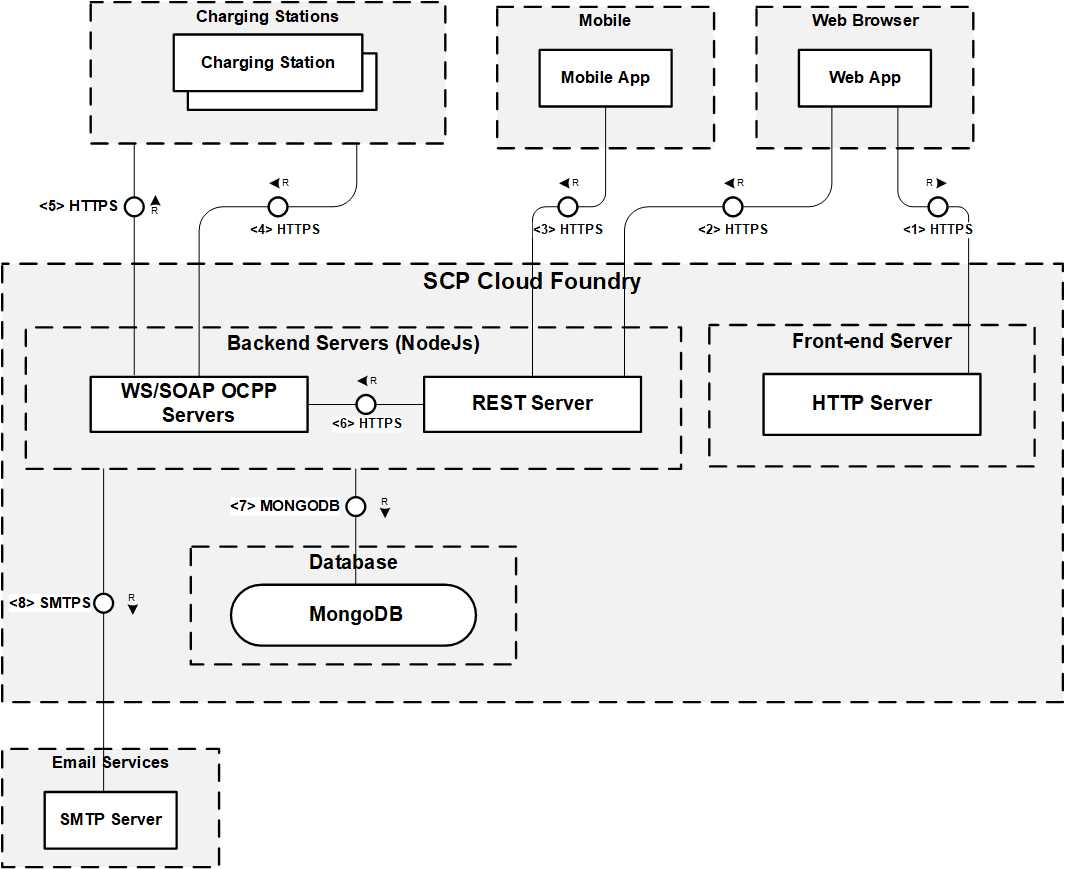 Charging Stations
Charging Station
Mobile
Mobile App
Web Browser
Web App
<5> HTTPS
R
R
<4> HTTPS
R
<3> HTTPS
R
<2> HTTPS
R
<1> HTTPS
SCP Cloud Foundry
Backend Servers (NodeJs)
WS/SOAP OCPP
Servers
R
<6> HTTPS
REST Server
Front-end Server
HTTP Server
<7> MONGODB
R
Database
MongoDB
<8> SMTPS
R
Email Services
SMTP Server